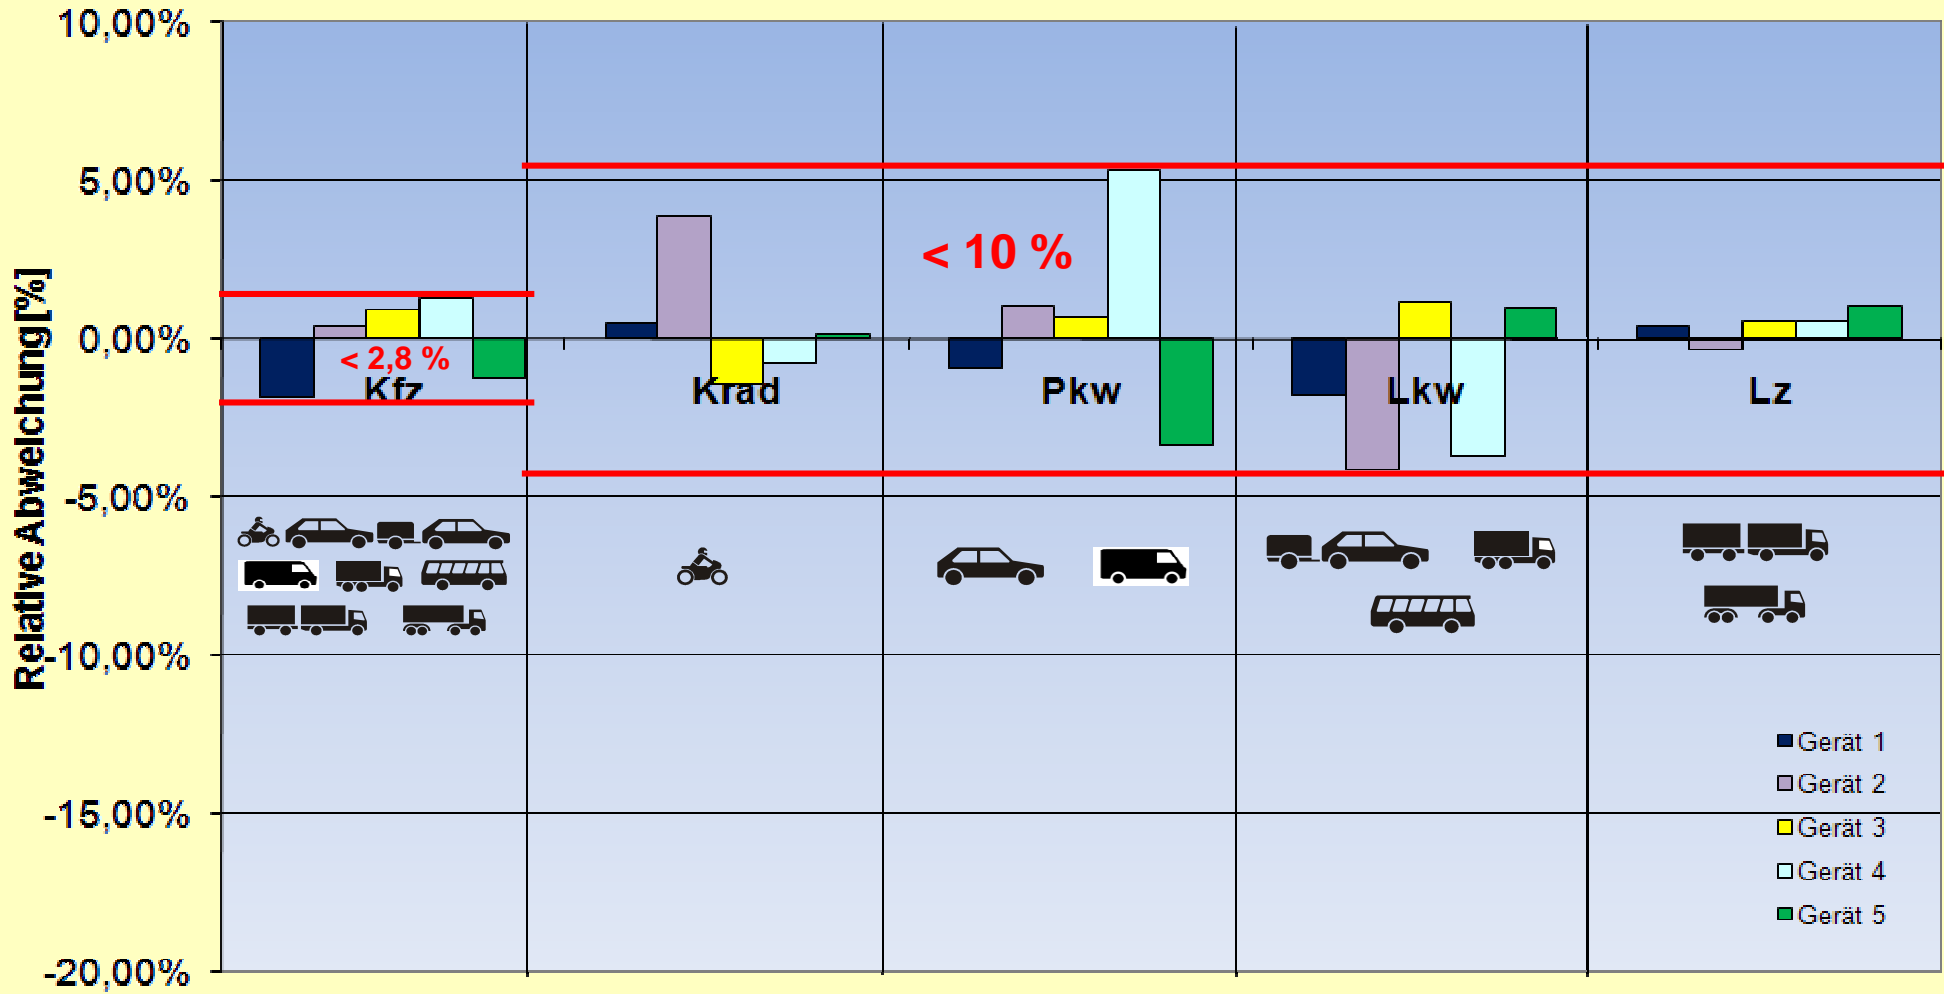 10,00%
5,00%
0,00%
-5,00%
-10,00%
-15,00%
-20,00%
Relative Abweichung[%]
< 2,8 %
< 10 %
Kfz
Krad
Pkw
Lkw
Lz
Gerät 1
Gerät 2
Gerät 3
Gerät 4
Gerät 5